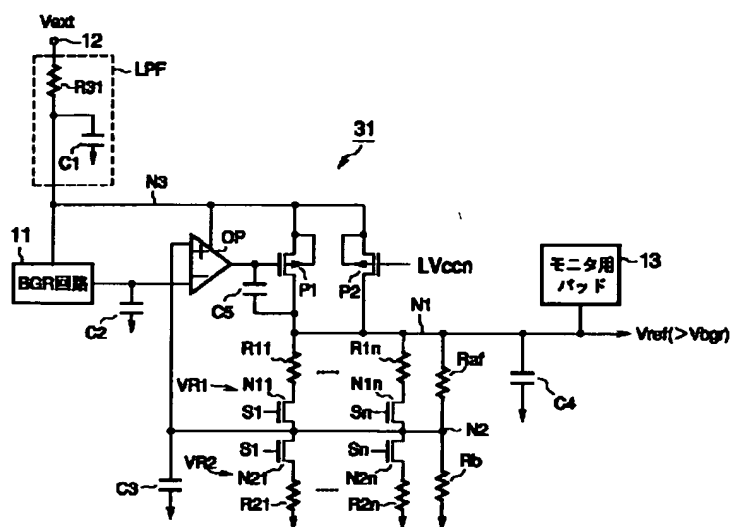 Vext
12
LPF
R31
C1
31
N3
11
BGR回路
OP
P1
P2
LVccn
モニタ用
パッド
13
C2
C5
N1
Vref(>Vbgr)
R11
R1n
Raf
C4
VR1
N11
N1n
S1
Sn
N2
S1
Sn
VR2
N21
N2n
Rb
C3
R21
R2n